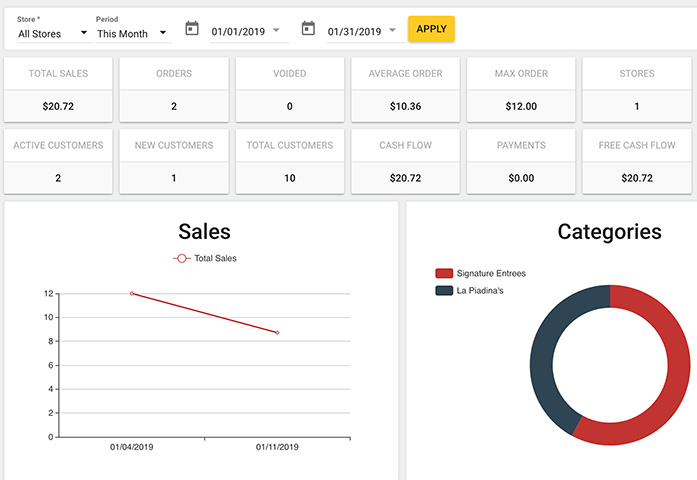 Store * Period
All Stores This Month 01/01/2019 01/31/2019 APPLY
TOTAL SALES ORDERS VOIDED AVERAGE ORDER MAX ORDER STORES
$20.72 2 0 $10.36 $12.00 1
ACTIVE CUSTOMERS NEW CUSTOMERS TOTAL CUSTOMERS CASH FLOW PAYMENTS FREE CASH FLOW
2 1 10 $20.72 $0.00 $20.72
Sales
Total Sales
12
10
8
6
4
2
0
01/04/2019 01/11/2019
Categories
Signature Entrees
La Piadina's